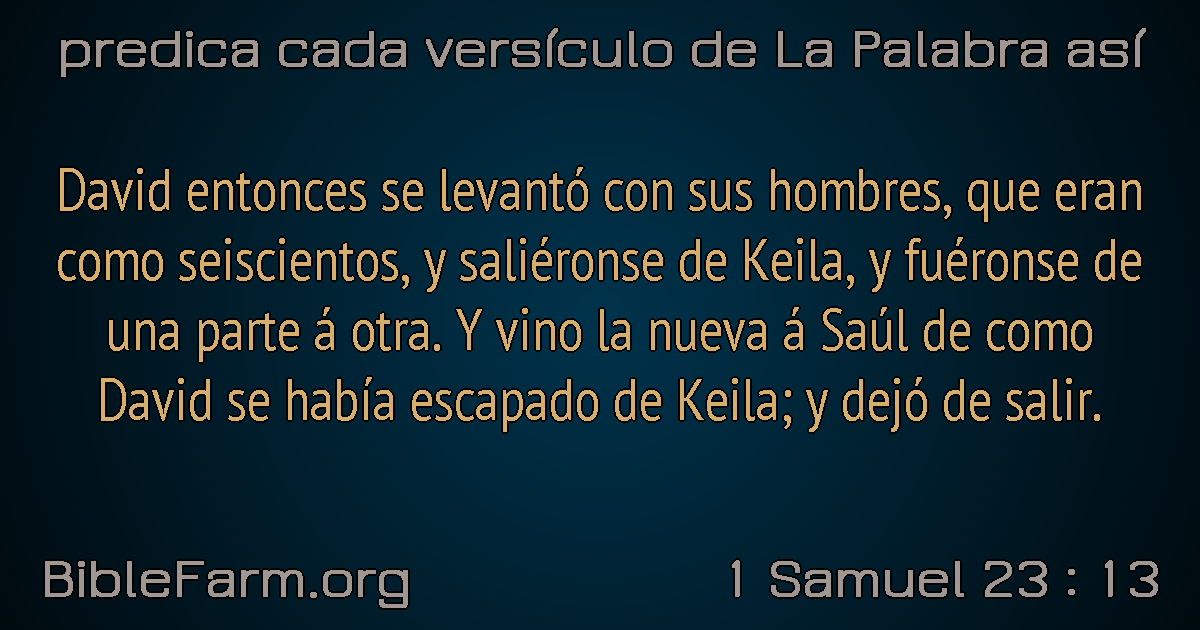 predica cada versículo de La Palabra así
David entonces se levantó con sus hombres, que eran
como seiscientos, y saliéronse de Keila, y fuéronse de
una parte á otra. Y vino la nueva á Saúl de como
David se había escapado de Keila; y dejó de salir.
BibleFarm.org
1 Samuel 23 : 13